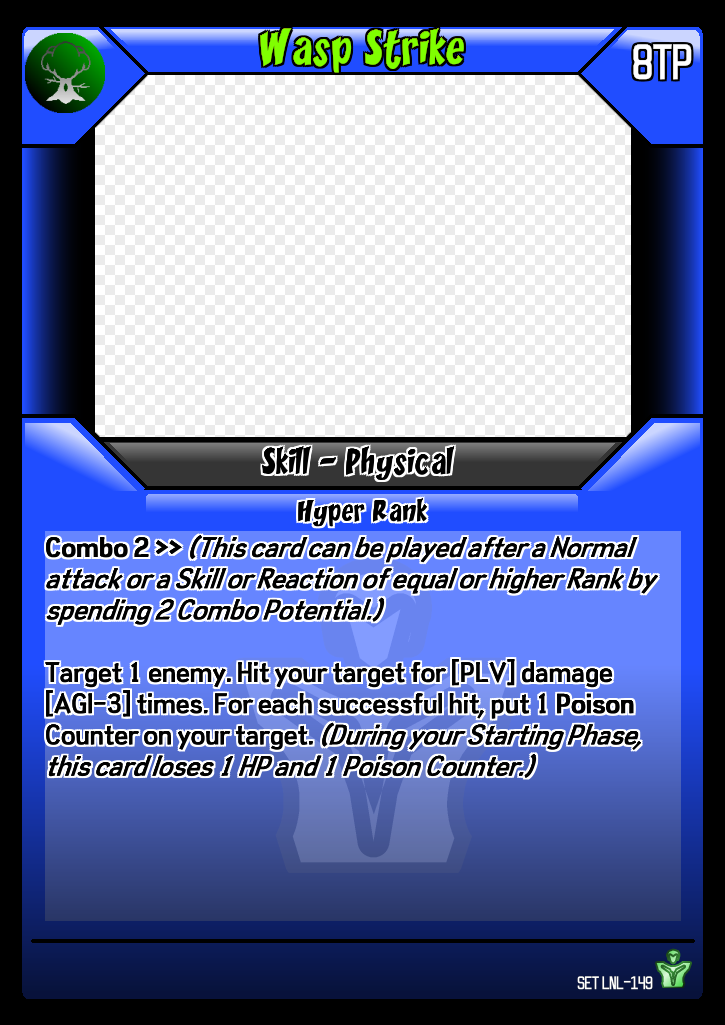 Wasp Strike
8TP
Skill - Physical
Hyper Rank
Combo 2 >> (This card can be played after a Normal
attack or a Skill or Reaction of equal or higher Rank by
spending 2 Combo Potential.)
Target 1 enemy. Hit your target for [PLV] damage
[AGI-3] times. For each successful hit, put 1 Poison
Counter on your target. (During your Starting Phase,
this card loses 1 HP and 1 Poison Counter.)
SET LNL-149